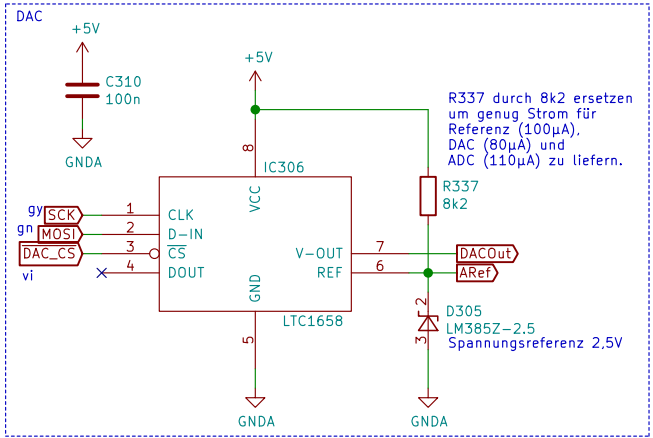 DAC
+5V
C310
100n
GNDA
+5V
R337 durch 8k2 ersetzen
um genug Strom für
Referenz (100µA),
DAC (80µA) und
ADC (110µA) zu liefern.
8
IC306
VCC
R337
8k2
gy
SCK
1
CLK
gn
MOSI
2
D-IN
DAC_CS
3
CS
V-OUT
7
DACOut
vi
4
DOUT
REF
6
ARef
GND
2
D305
LM385Z-2.5
3
Spannungsreferenz 2,5V
LTC1658
5
GNDA
GNDA